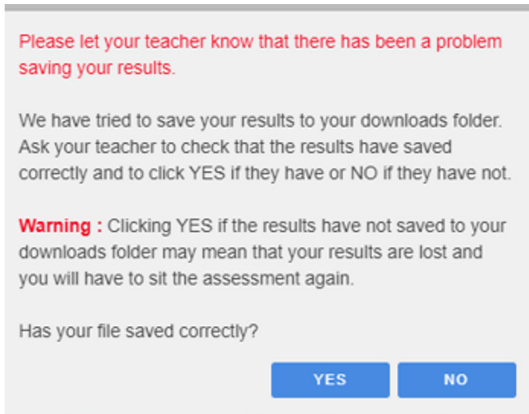 Please let your teacher know that there has been a problem
saving your results.
We have tried to save your results to your downloads folder.
Ask your teacher to check that the results have saved
correctly and to click YES if they have or NO if they have not.
Warning : Clicking YES if the results have not saved to your
downloads folder may mean that your results are lost and
you will have to sit the assessment again.
Has your file saved correctly?
YES NO